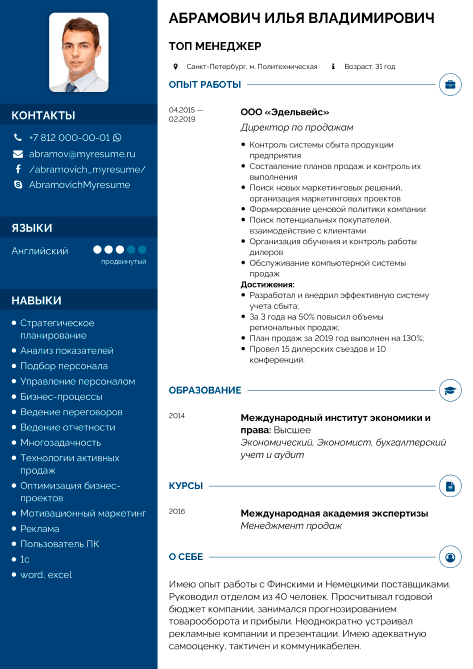 КОНТАКТЫ
+7 812 000-00-01
abramov@myresume.ru
/abramovich_myresume/
AbramovichMyresume
ЯЗЫКИ
Английский
продвинутый
НАВЫКИ
Стратегическое
планирование
Анализ показателей
Подбор персонала
Управление персоналом
Бизнес-процессы
Ведение переговоров
Ведение отчетности
Многозадачность
Технологии активных
продаж
Оптимизация бизнес-
проектов
Мотивационный маркетинг
Реклама
Пользователь ПК
1с
word, excel
АБРАМОВИЧ ИЛЬЯ ВЛАДИМИРОВИЧ
ТОП МЕНЕДЖЕР
Санкт-Петербург, м. Политехническая Возраст: 31 год
ОПЫТ РАБОТЫ
04.2015 —
02.2019
ООО «Эдельвейс»
Директор по продажам
Контроль системы сбыта продукции
предприятия
Составление планов продаж и контроль их
выполнения
Поиск новых маркетинговых решений,
организация маркетинговых проектов
Формирование ценовой политики компании
Поиск потенциальных покупателей,
взаимодействие с клиентами
Организация обучения и контроль работы
дилеров
Обслуживание компьютерной системы
продаж
Достижения:
Разработал и внедрил эффективную систему
учета сбыта;
За 3 года на 50% повысил объемы
региональных продаж;
План продаж за 2019 год выполнен на 130%;
Провел 15 дилерских съездов и 10
конференций.
ОБРАЗОВАНИЕ
2014
Международный институт экономики и
права: Высшее
Экономический, Экономист, бухгалтерский
учет и аудит
КУРСЫ
2016
Международная академия экспертизы
Менеджмент продаж
О СЕБЕ
Имею опыт работы с Финскими и Немецкими поставщиками.
Руководил отделом из 40 человек. Просчитывал годовой
бюджет компании, занимался прогнозированием
товарооборота и прибыли. Неоднократно устраивал
рекламные компании и презентации. Имею адекватную
самооценку, тактичен и коммуникабелен.